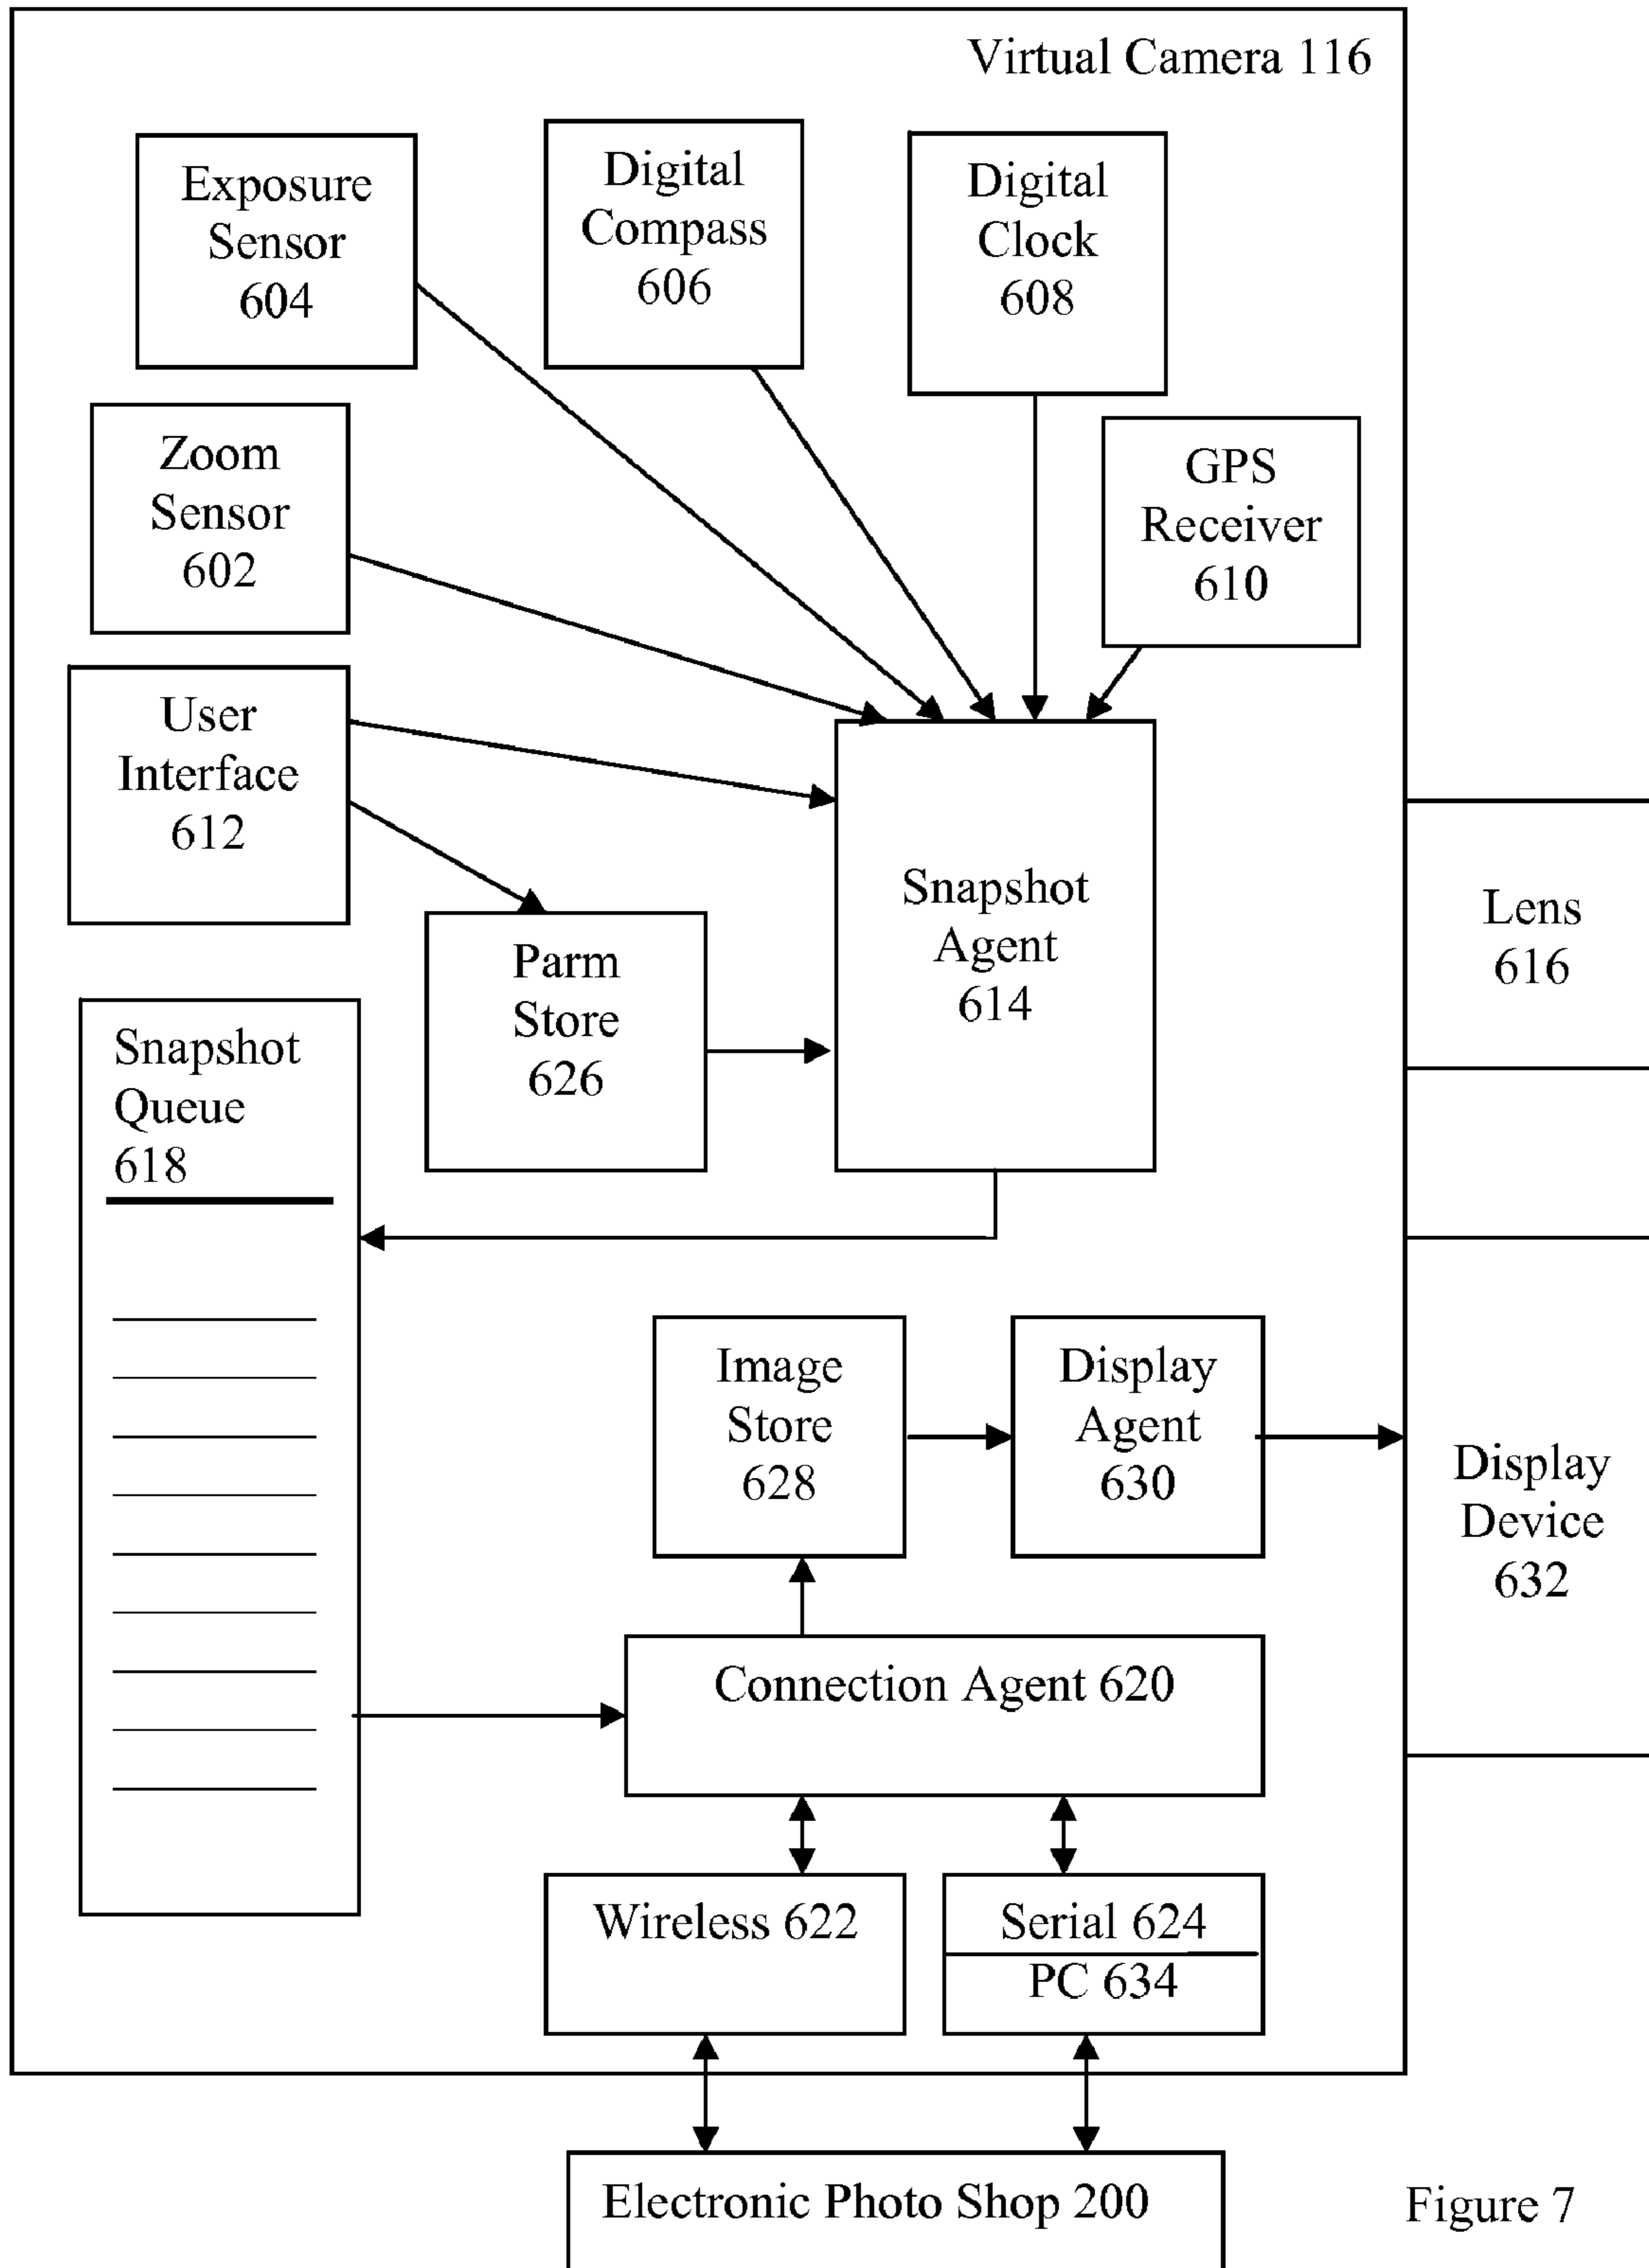 Virtual Camera 116
Exposure
Sensor
604
Digital
Compass
606
Digital
Clock
608
Zoom
Sensor
602
GPS
Receiver
610
User
Interface
612
Snapshot
Agent
614
Lens
616
Parm
Store
626
Snapshot
Queue
618
Image
Store
628
Display
Agent
630
Display
Device
632
Connection Agent 620
Wireless 622
Serial 624
PC 634
Electronic Photo Shop 200
Figure 7